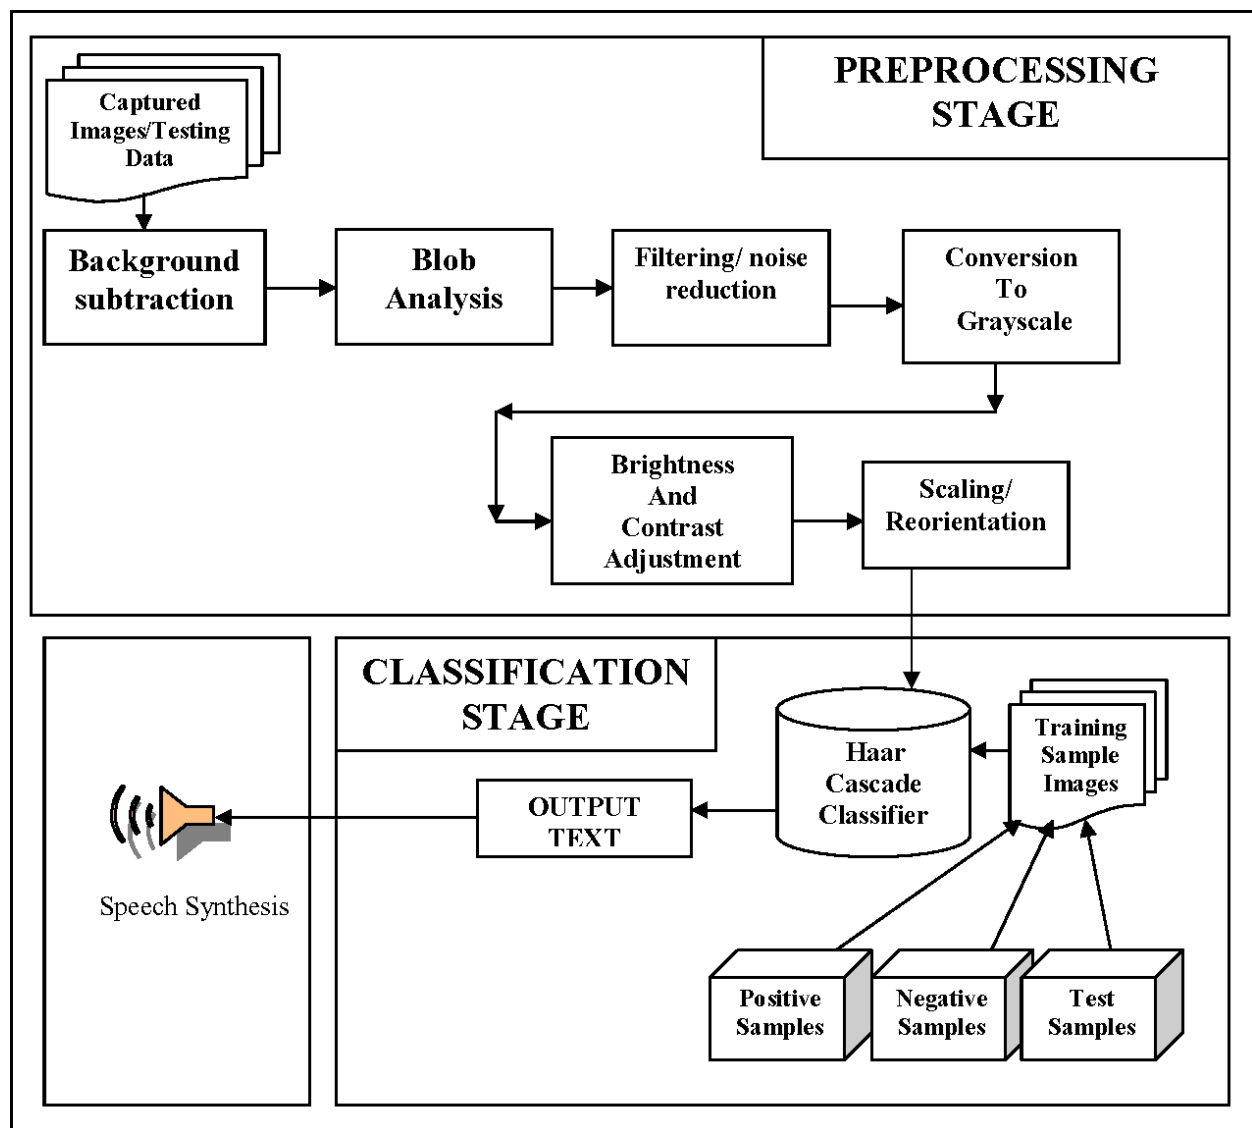 PREPROCESSING
STAGE
Captured
Images/Testing
Data
Background
subtraction
Blob
Analysis
Filtering/ noise
reduction
Conversion
To
Grayscale
Brightness
And
Contrast
Adjustment
Scaling/
Reorientation
CLASSIFICATION
STAGE
Haar
Cascade
Classifier
Training
Sample
Images
OUTPUT
TEXT
Speech Synthesis
Positive
Samples
Negative
Samples
Test
Samples